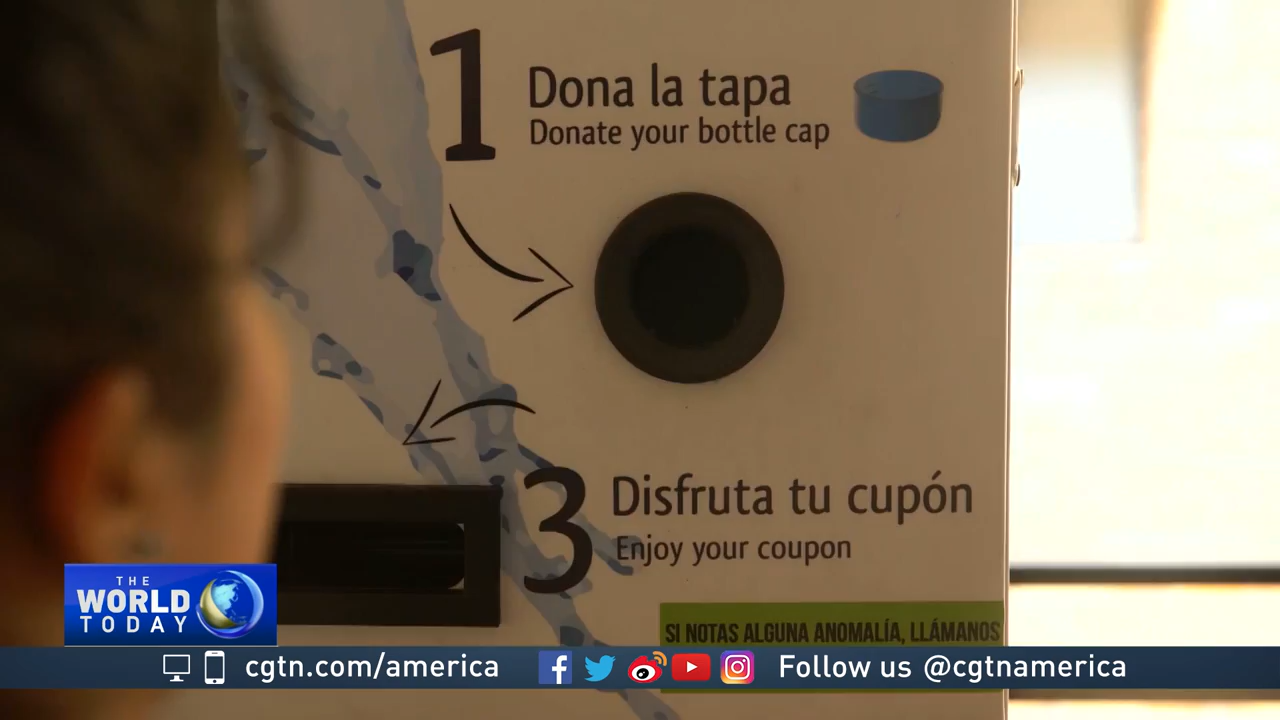 1
Dona la tapa
Donate your bottle cap
3
Disfruta tu cupón
Enjoy your coupon
SI NOTAS ALGUNA ANOMALÍA, LLÁMANOS
THE
WORLD
TODAY
cgtn.com/america
Follow us @cgtnamerica